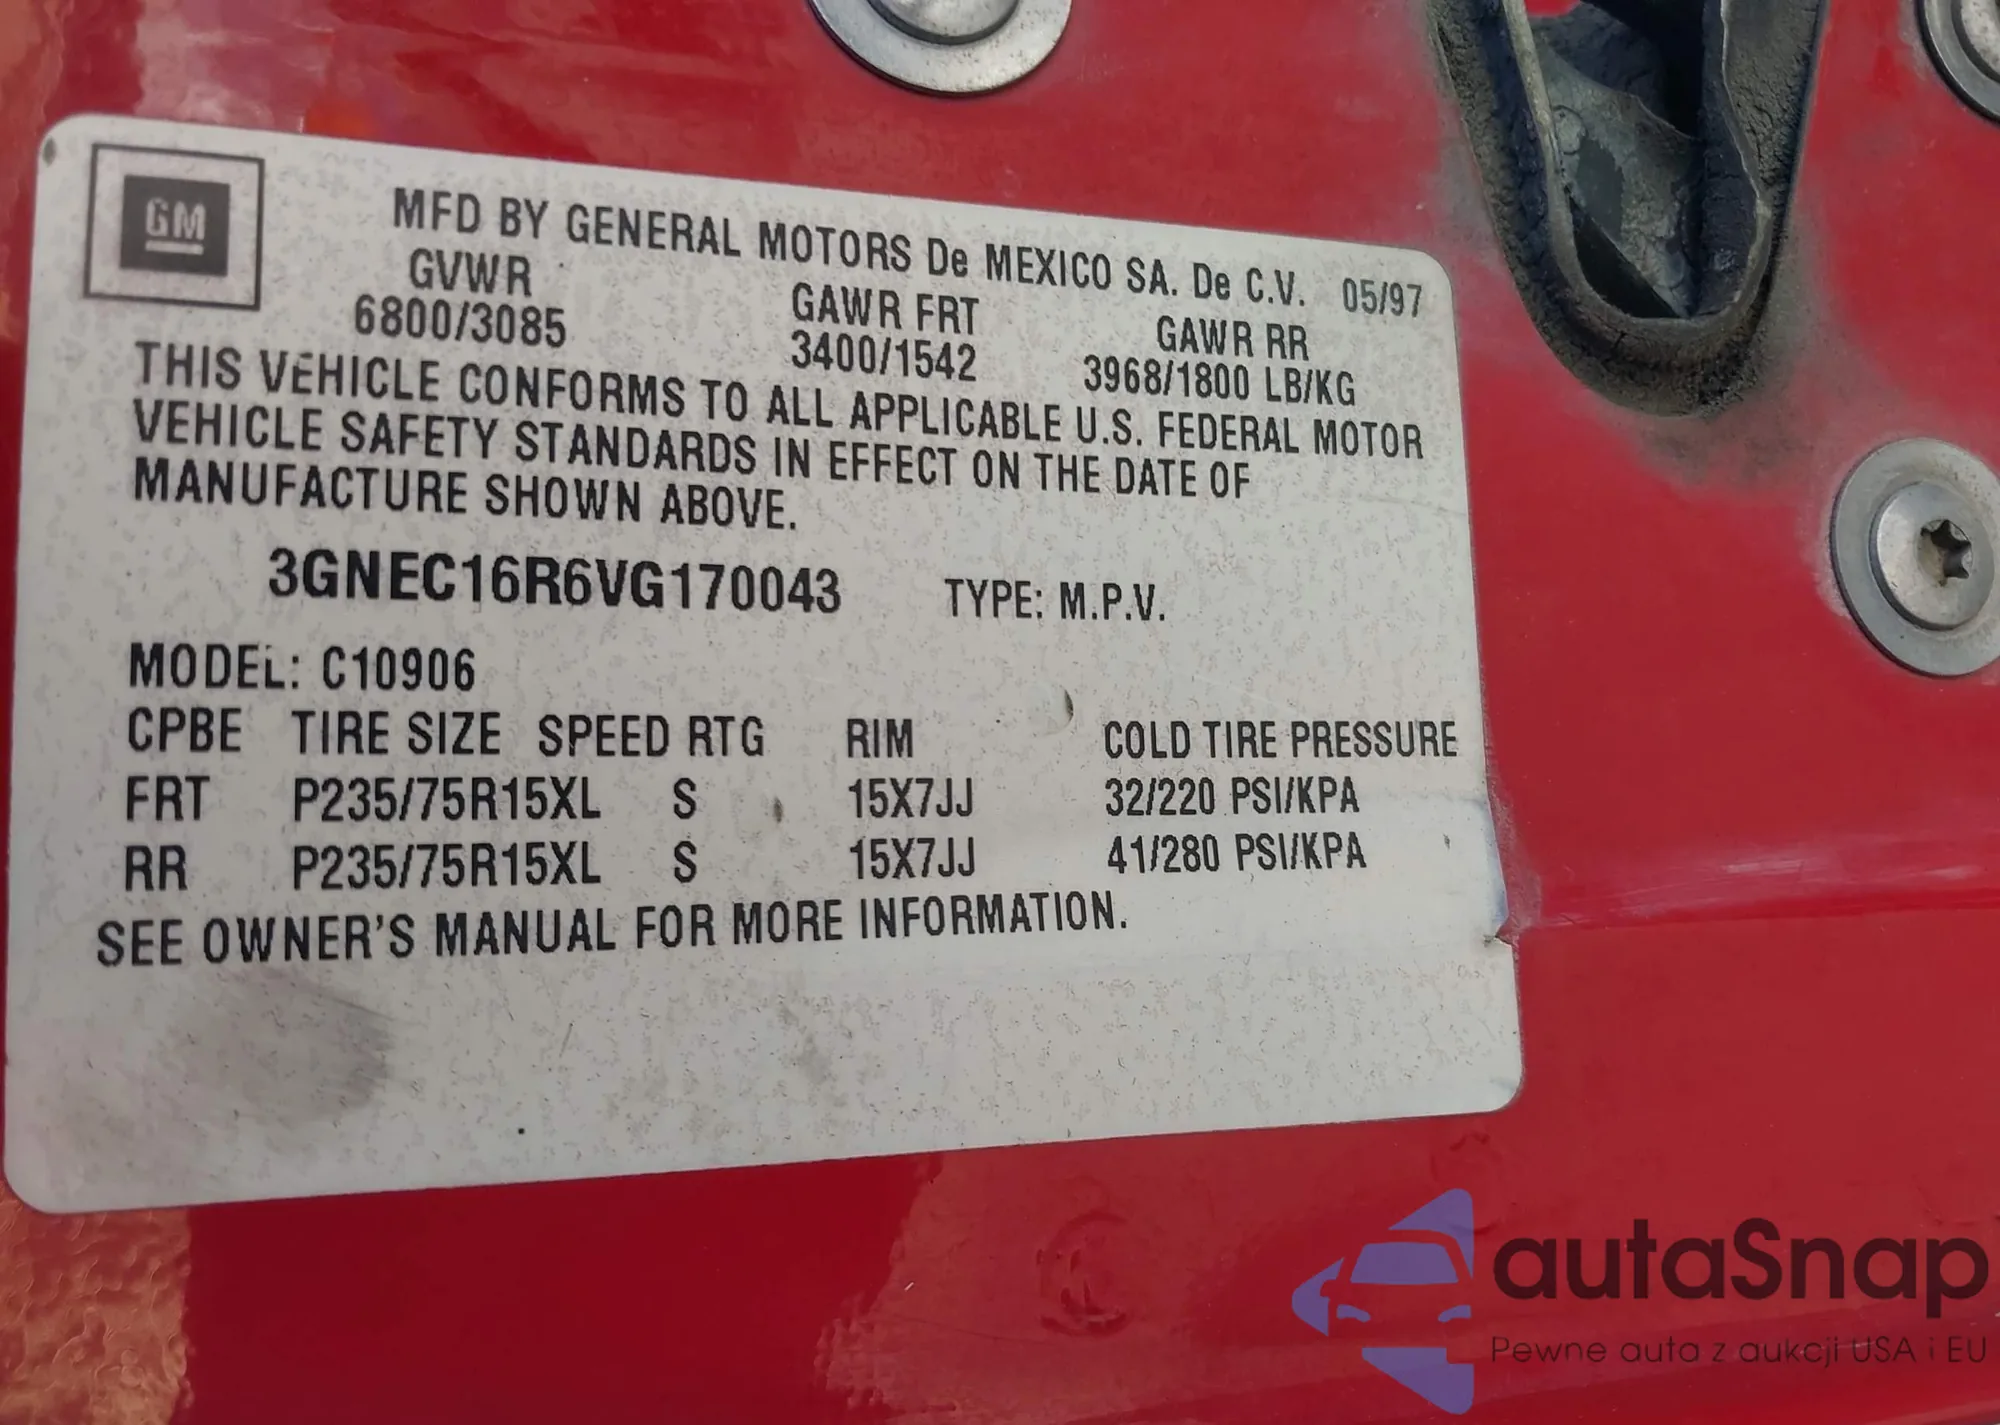 GM
MFD BY GENERAL MOTORS De MEXICO SA. De C.V. 05/97
GVWR GAWR FRT GAWR RR
6800/3085 3400/1542 3968/1800 LB/KG
THIS VEHICLE CONFORMS TO ALL APPLICABLE U.S. FEDERAL MOTOR
VEHICLE SAFETY STANDARDS IN EFFECT ON THE DATE OF
MANUFACTURE SHOWN ABOVE.
3GNEC16R6VG170043 TYPE: M.P.V.
MODEL: C10906
CPBE TIRE SIZE SPEED RTG RIM COLD TIRE PRESSURE
FRT P235/75R15XL S 15X7JJ 32/220 PSI/KPA
RR P235/75R15XL S 15X7JJ 41/280 PSI/KPA
SEE OWNER'S MANUAL FOR MORE INFORMATION.
autaSnap
Pewne auta z aukcji USA i EU